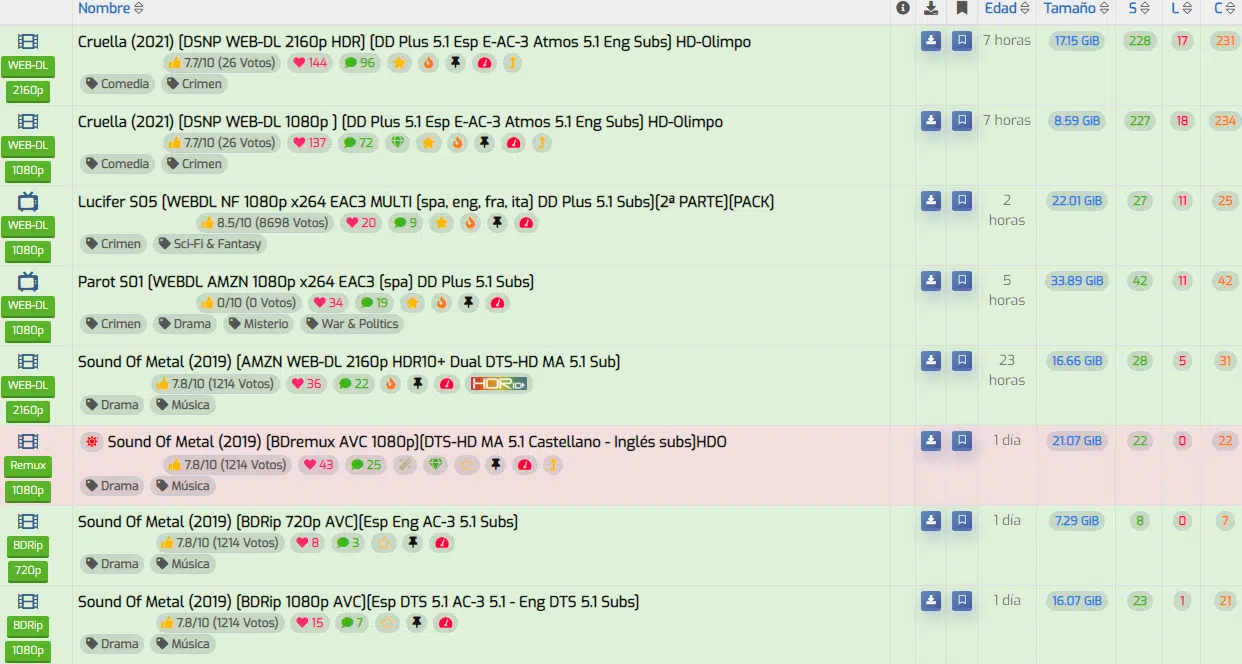 Nombre Edad Tamaño S L C
Cruella (2021) [DSNP WEB-DL 2160p HDR] [DD Plus 5.1 Esp E-AC-3 Atmos 5.1 Eng Subs] HD-Olimpo 7 horas 17.15 GiB 228 17 231
WEB-DL 7.7/10 (26 Votos) 144 96
2160p Comedia Crimen
Cruella (2021) [DSNP WEB-DL 1080p ] [DD Plus 5.1 Esp E-AC-3 Atmos 5.1 Eng Subs] HD-Olimpo 7 horas 8.59 GiB 227 18 234
WEB-DL 7.7/10 (26 Votos) 137 72
1080p Comedia Crimen
Lucifer S05 [WEBDL NF 1080p x264 EAC3 MULTI [spa, eng, fra, ita] DD Plus 5.1 Subs][2ª PARTE][PACK] 2 horas 22.01 GiB 27 11 25
WEB-DL 8.5/10 (8698 Votos) 20 9
1080p Crimen Sci-Fi & Fantasy
Parot S01 [WEBDL AMZN 1080p x264 EAC3 [spa] DD Plus 5.1 Subs] 5 horas 33.89 GiB 42 11 42
WEB-DL 0/10 (0 Votos) 34 19
1080p Crimen Drama Misterio War & Politics
Sound Of Metal (2019) [AMZN WEB-DL 2160p HDR10+ Dual DTS-HD MA 5.1 Sub] 23 horas 16.66 GiB 28 5 31
WEB-DL 7.8/10 (1214 Votos) 36 22 HDR10+
2160p Drama Música
Sound Of Metal (2019) [BDremux AVC 1080p][DTS-HD MA 5.1 Castellano - Inglés subs]HDO 1 día 21.07 GiB 22 0 22
Remux 7.8/10 (1214 Votos) 43 25
1080p Drama Música
Sound Of Metal (2019) [BDRip 720p AVC][Esp Eng AC-3 5.1 Subs] 1 día 7.29 GiB 8 0 7
BDRip 7.8/10 (1214 Votos) 8 3
720p Drama Música
Sound Of Metal (2019) [BDRip 1080p AVC][Esp DTS 5.1 AC-3 5.1 - Eng DTS 5.1 Subs] 1 día 16.07 GiB 23 1 21
BDRip 7.8/10 (1214 Votos) 15 7
1080p Drama Música